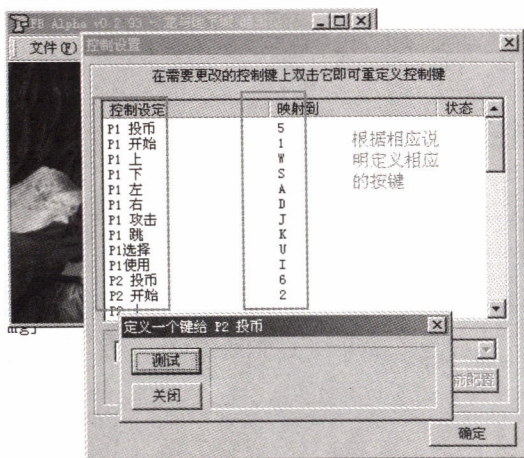 FB Alpha v0.2.93 -
文件(F)
控制设置
在需要更改的控制键上双击它即可重定义控制键
控制设定 映射到 状态
P1 投币 5
P1 开始 1
P1 上 W
P1 下 S
P1 左 A
P1 右 D
P1 攻击 J
P1 跳 K
P1选择 U
P1使用 I
P2 投币 6
P2 开始 2
根据相应说
明定义相应
的按键
定义一个键给 P2 投币
测试
关闭
确定